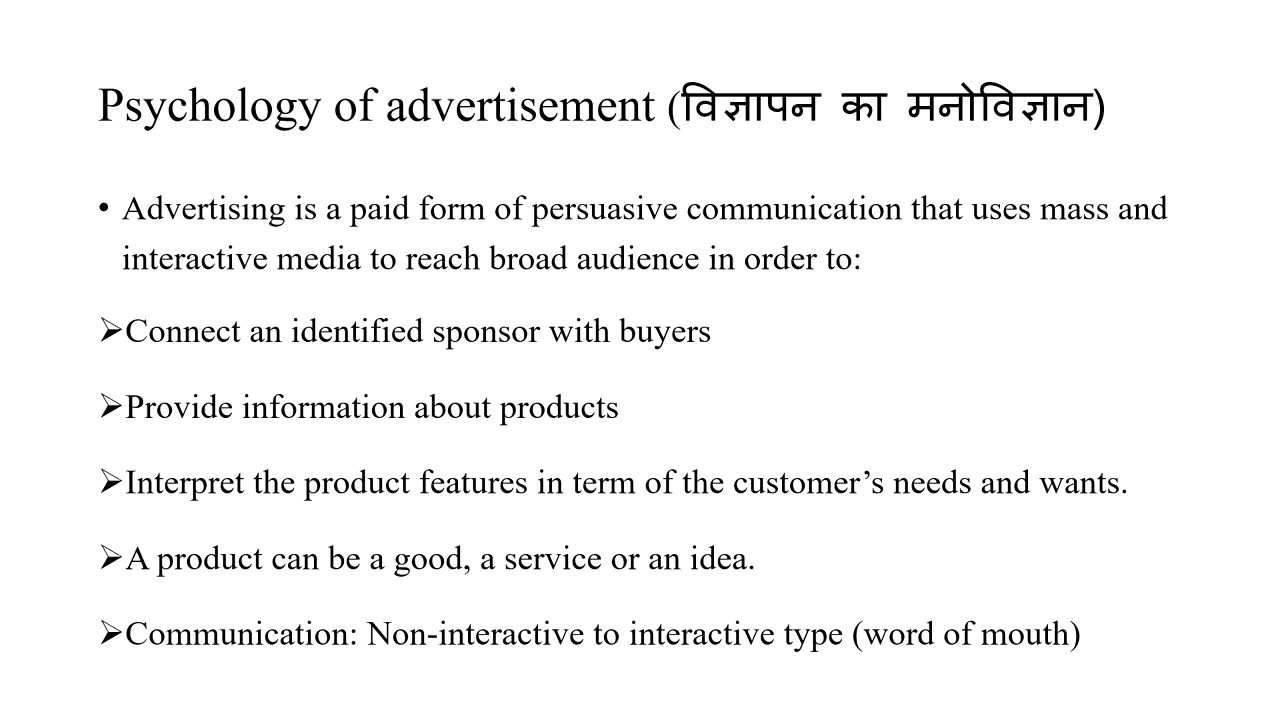 Psychology of advertisement (विज्ञापन का मनोविज्ञान)
• Advertising is a paid form of persuasive communication that uses mass and
interactive media to reach broad audience in order to:
➢Connect an identified sponsor with buyers
➢Provide information about products
➢Interpret the product features in term of the customer’s needs and wants.
➢A product can be a good, a service or an idea.
➢Communication: Non-interactive to interactive type (word of mouth)